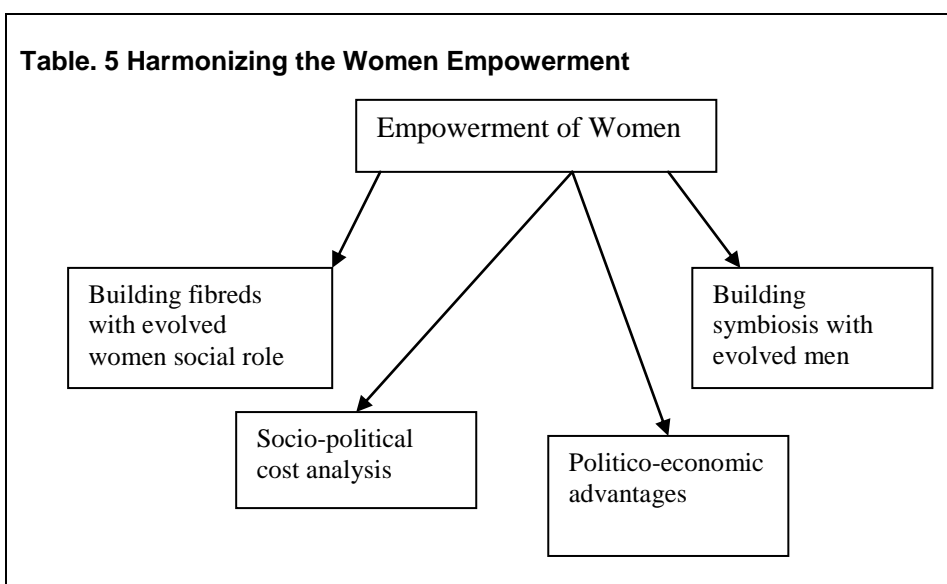 Table. 5 Harmonizing the Women Empowerment
Empowerment of Women
Building fibreds
with evolved
women social role
Building
symbiosis with
evolved men
Socio-political
cost analysis
Politico-economic
advantages